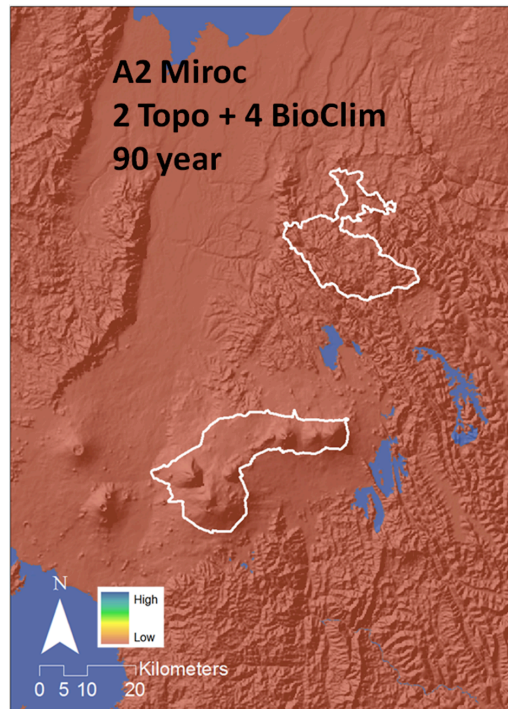 A2 Miroc
2 Topo + 4 BioClim
90 year
N
High
Low
Kilometers
0 5 10 20